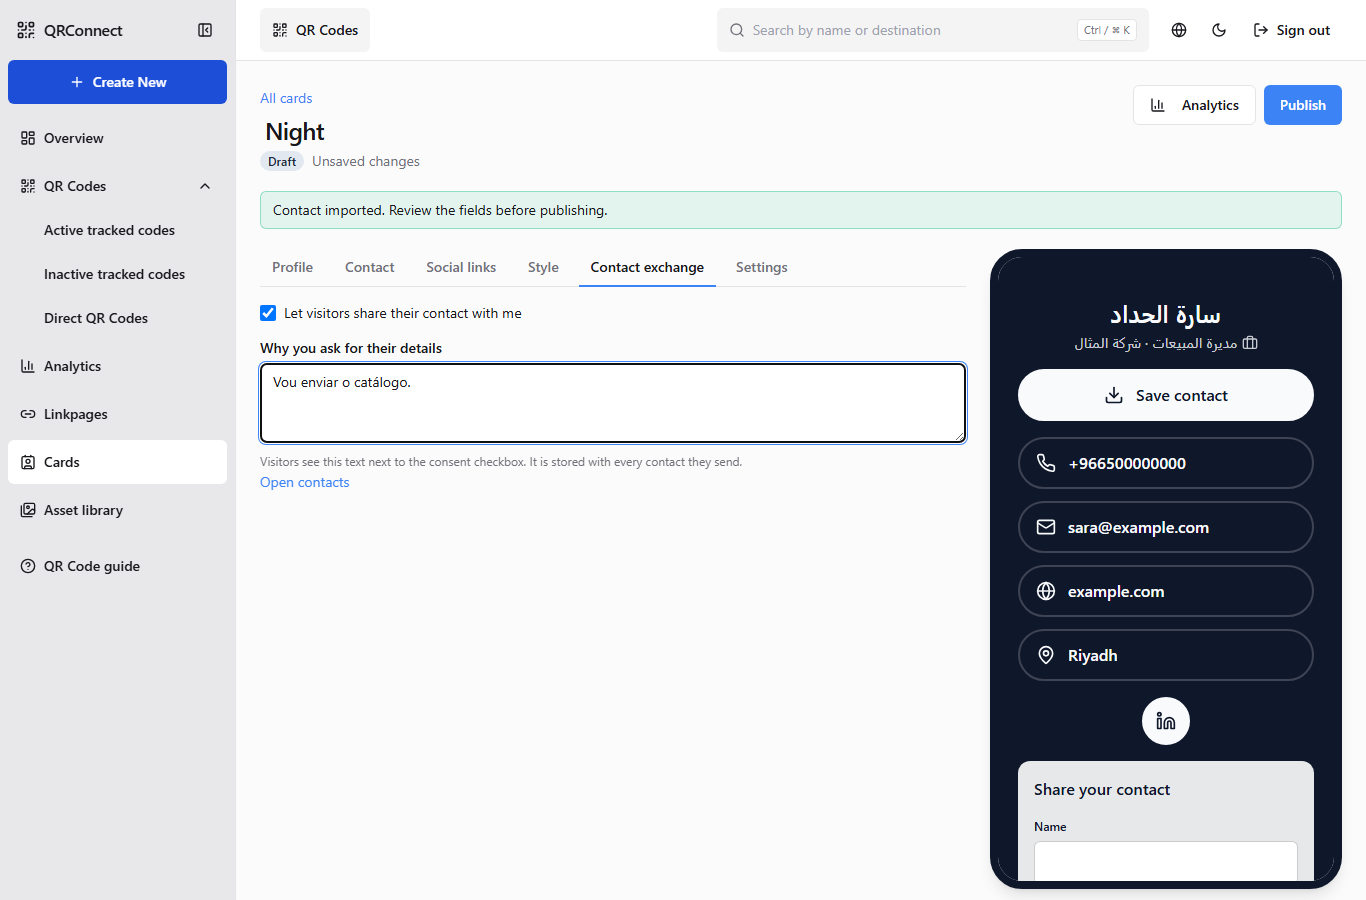 QRConnect
Create New
Overview
QR Codes
Active tracked codes
Inactive tracked codes
Direct QR Codes
Analytics
Linkpages
Cards
Asset library
QR Code guide
QR Codes
Search by name or destination
Ctrl / ⌘ K
Sign out
All cards
Night
Draft
Unsaved changes
Analytics
Publish
Contact imported. Review the fields before publishing.
Profile
Contact
Social links
Style
Contact exchange
Settings
Let visitors share their contact with me
Why you ask for their details
Vou enviar o catálogo.
Visitors see this text next to the consent checkbox. It is stored with every contact they send.
Open contacts
سارة الحداد
مديرة المبيعات · شركة المثال
Save contact
+966500000000
sara@example.com
example.com
Riyadh
in
Share your contact
Name